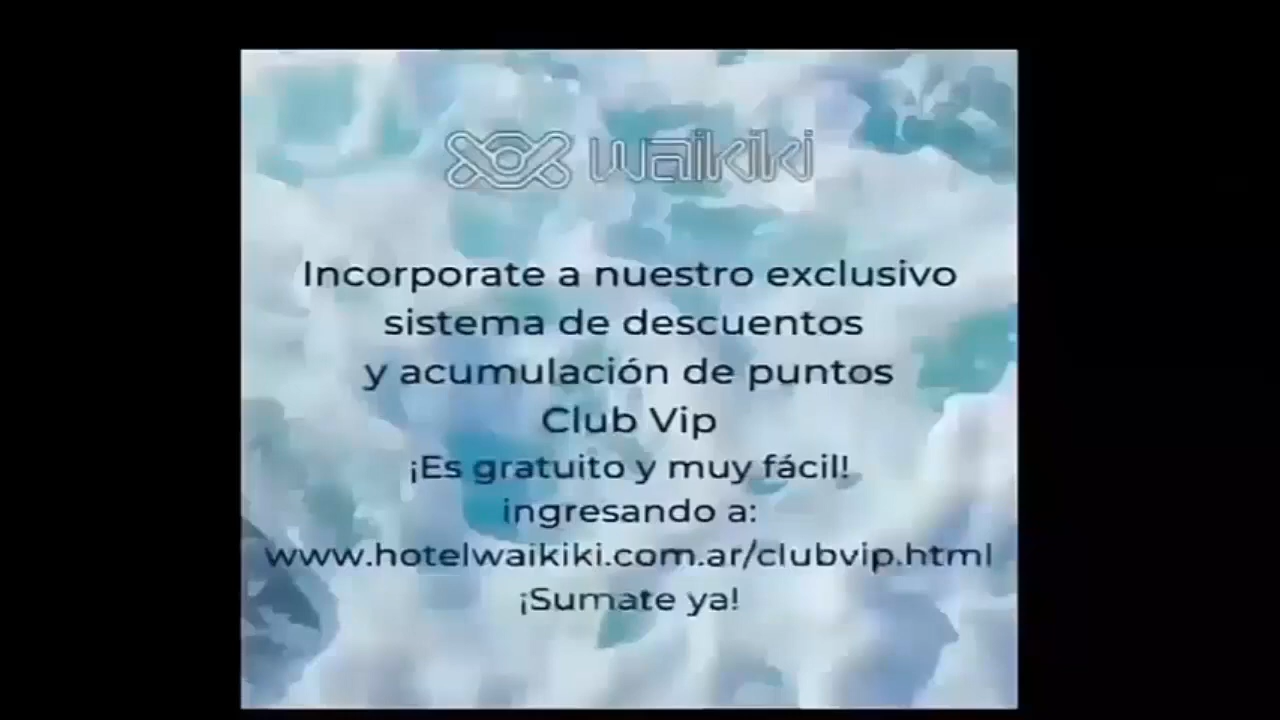 waikiki
Incorporate a nuestro exclusivo
sistema de descuentos
y acumulación de puntos
Club Vip
¡Es gratuito y muy fácil!
ingresando a:
www.hotelwaikiki.com.ar/clubvip.html
¡Sumate ya!